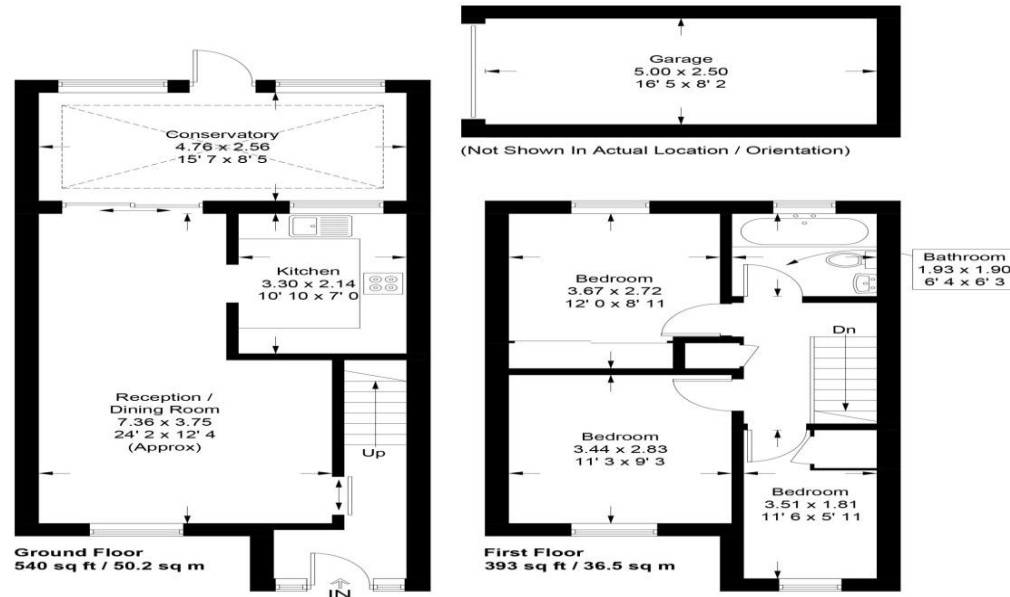 Garage
5.00 x 2.50
16' 5 x 8' 2
(Not Shown In Actual Location / Orientation)
Conservatory
4.76 x 2.56
15' 7 x 8' 5
Kitchen
3.30 x 2.14
10' 10 x 7' 0
Reception /
Dining Room
7.36 x 3.75
24' 2 x 12' 4
(Approx)
Up
IN
Ground Floor
540 sq ft / 50.2 sq m
Bedroom
3.67 x 2.72
12' 0 x 8' 11
Bathroom
1.93 x 1.90
6' 4 x 6' 3
Dn
Bedroom
3.44 x 2.83
11' 3 x 9' 3
Bedroom
3.51 x 1.81
11' 6 x 5' 11
First Floor
393 sq ft / 36.5 sq m